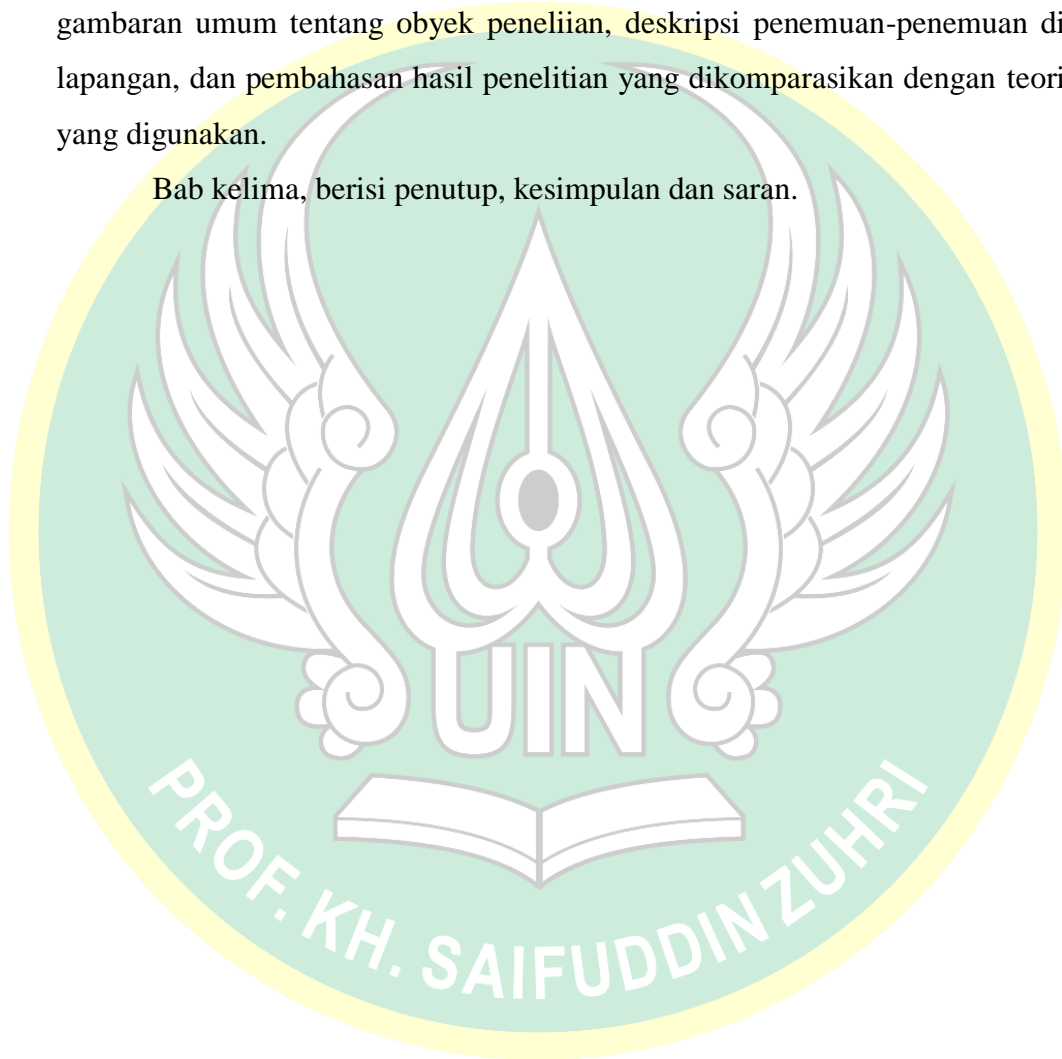 gambaran umum tentang obyek peneliian, deskripsi penemuan-penemuan di
lapangan, dan pembahasan hasil penelitian yang dikomparasikan dengan teori
yang digunakan.
Bab kelima, berisi penutup, kesimpulan dan saran.
UIN
PROF. KH. SAIFUDDIN ZUHRI